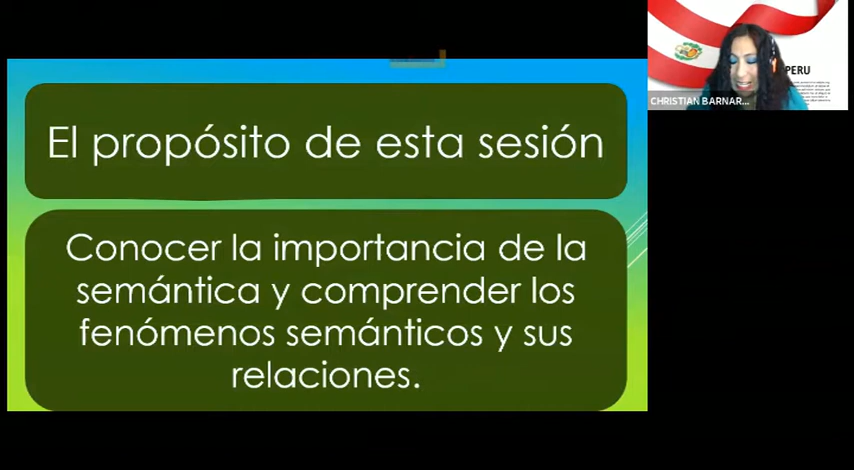 El propósito de esta sesión
Conocer la importancia de la
semántica y comprender los
fenómenos semánticos y sus
relaciones.
PERU
CHRISTIAN BARNAR...